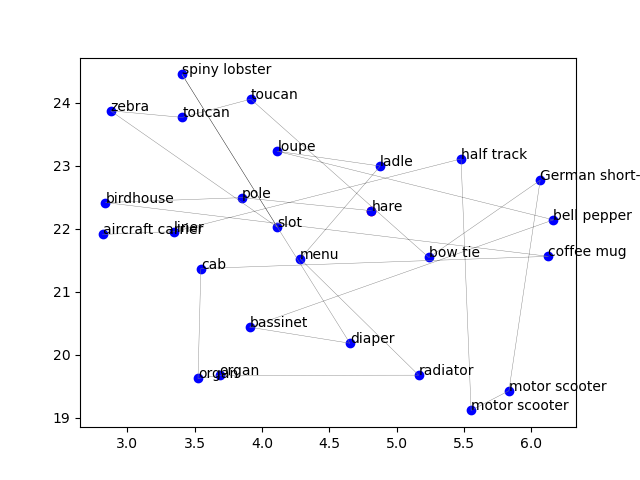 spiny lobster
24
zebra
toucan
toucan
loupe
half track
23
ladle
German short-
birdhouse
pole
hare
bell pepper
22
aircraft carrier
liner
slot
menu
bow tie
coffee mug
cab
21
bassinet
diaper
20
organ
organ
radiator
motor scooter
motor scooter
19
3.0 3.5 4.0 4.5 5.0 5.5 6.0